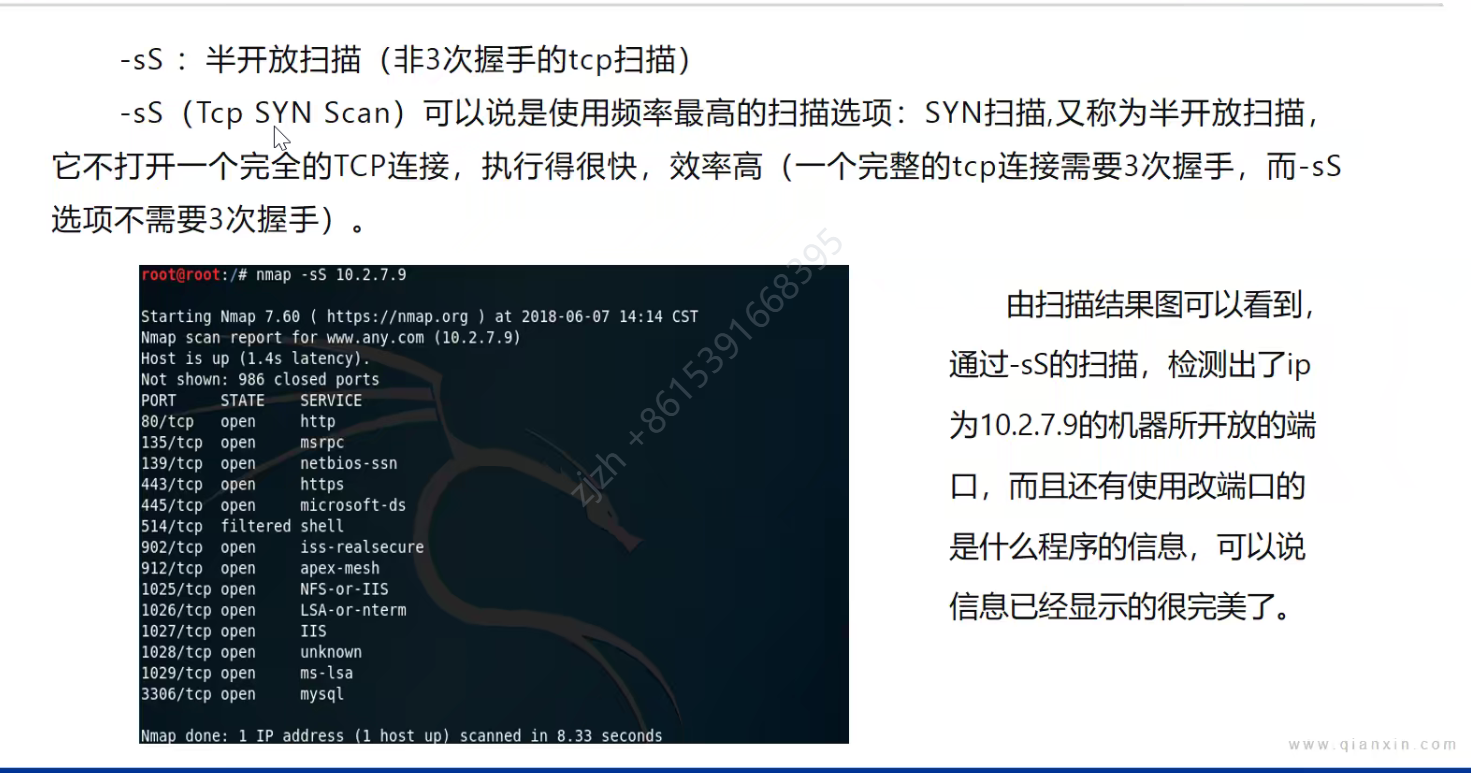 -sS ：半开放扫描（非3次握手的tcp扫描）
-sS（Tcp SYN Scan）可以说是使用频率最高的扫描选项：SYN扫描,又称为半开放扫描，
它不打开一个完全的TCP连接，执行得很快，效率高（一个完整的tcp连接需要3次握手，而-sS
选项不需要3次握手）。
root@root:/# nmap -sS 10.2.7.9
Starting Nmap 7.60 ( https://nmap.org ) at 2018-06-07 14:14 CST
Nmap scan report for www.any.com (10.2.7.9)
Host is up (1.4s latency).
Not shown: 986 closed ports
PORT STATE SERVICE
80/tcp open http
135/tcp open msrpc
139/tcp open netbios-ssn
443/tcp open https
445/tcp open microsoft-ds
514/tcp filtered shell
902/tcp open iss-realsecure
912/tcp open apex-mesh
1025/tcp open NFS-or-IIS
1026/tcp open LSA-or-nterm
1027/tcp open IIS
1028/tcp open unknown
1029/tcp open ms-lsa
3306/tcp open mysql
Nmap done: 1 IP address (1 host up) scanned in 8.33 seconds
由扫描结果图可以看到，
通过-sS的扫描，检测出了ip
为10.2.7.9的机器所开放的端
口，而且还有使用改端口的
是什么程序的信息，可以说
信息已经显示的很完美了。
zjzh +8615391668395
www.qianxin.com